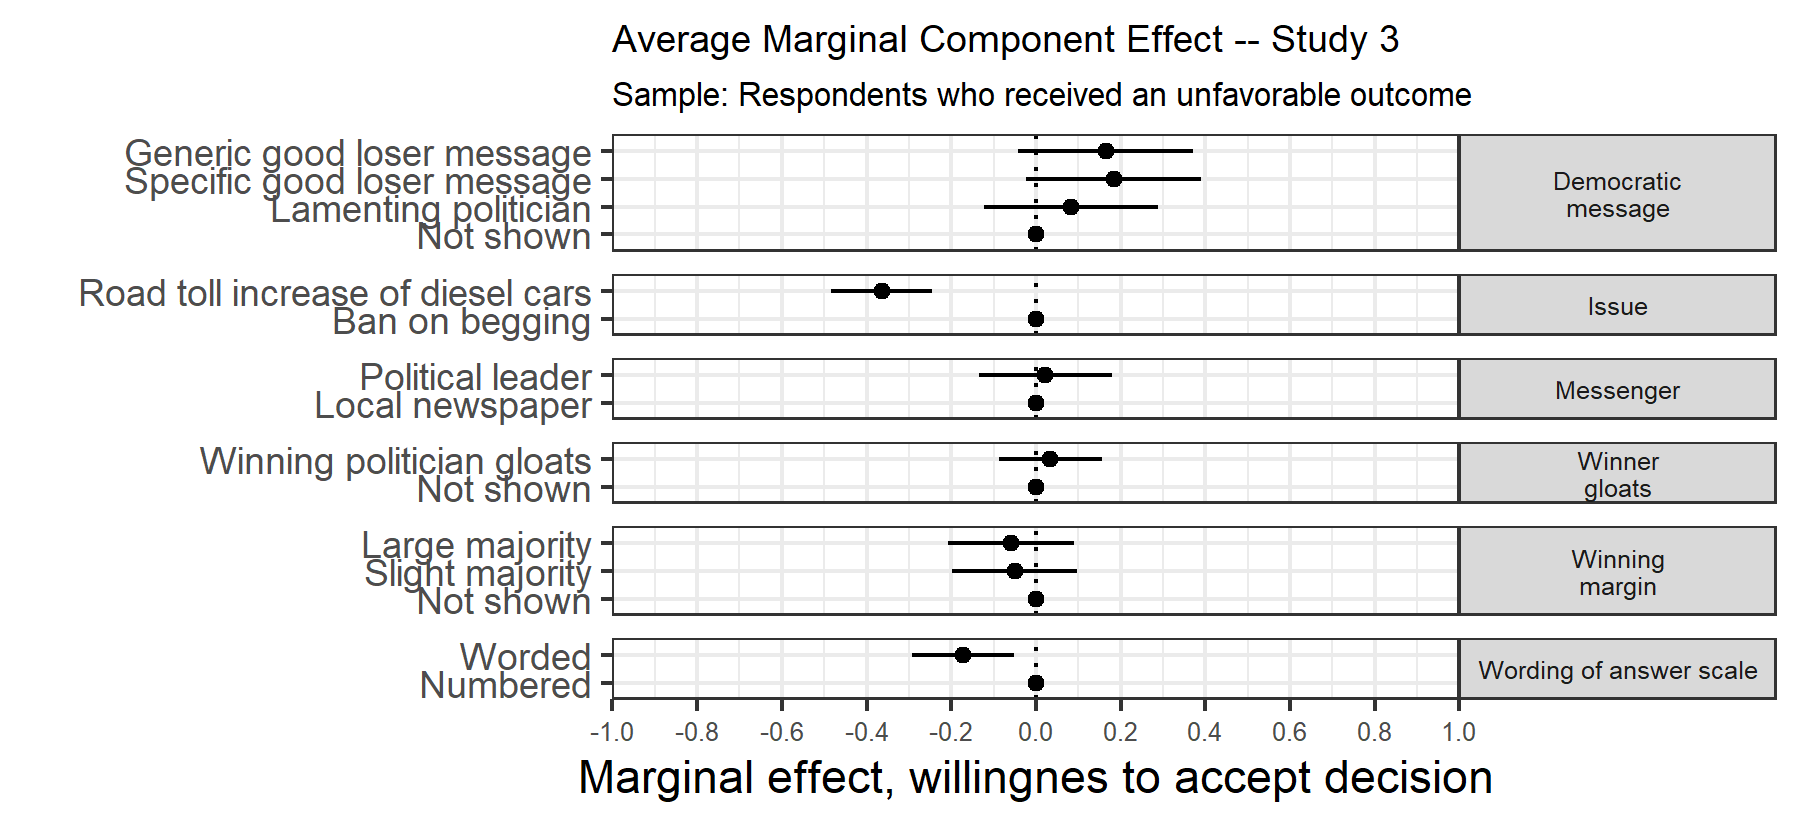 Average Marginal Component Effect -- Study 3
Sample: Respondents who received an unfavorable outcome
Generic good loser message
Specific good loser message
Lamenting politician
Not shown
Democratic
message
Road toll increase of diesel cars
Ban on begging
Issue
Political leader
Local newspaper
Messenger
Winning politician gloats
Not shown
Winner
gloats
Large majority
Slight majority
Not shown
Winning
margin
Worded
Numbered
Wording of answer scale
-1.0 -0.8 -0.6 -0.4 -0.2 0.0 0.2 0.4 0.6 0.8 1.0
Marginal effect, willingnes to accept decision